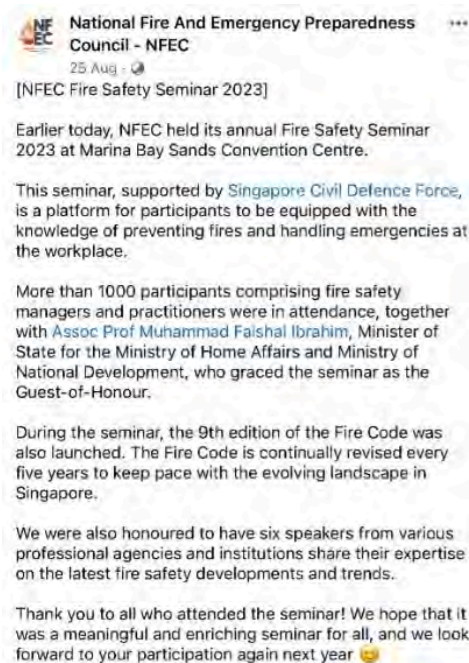 NF
EC
National Fire And Emergency Preparedness
Council - NFEC
25 Aug ·
[NFEC Fire Safety Seminar 2023]
Earlier today, NFEC held its annual Fire Safety Seminar
2023 at Marina Bay Sands Convention Centre.
This seminar, supported by Singapore Civil Defence Force,
is a platform for participants to be equipped with the
knowledge of preventing fires and handling emergencies at
the workplace.
More than 1000 participants comprising fire safety
managers and practitioners were in attendance, together
with Assoc Prof Muhammad Faishal Ibrahim, Minister of
State for the Ministry of Home Affairs and Ministry of
National Development, who graced the seminar as the
Guest-of-Honour.
During the seminar, the 9th edition of the Fire Code was
also launched. The Fire Code is continually revised every
five years to keep pace with the evolving landscape in
Singapore.
We were also honoured to have six speakers from various
professional agencies and institutions share their expertise
on the latest fire safety developments and trends.
Thank you to all who attended the seminar! We hope that it
was a meaningful and enriching seminar for all, and we look
forward to your participation again next year 😊